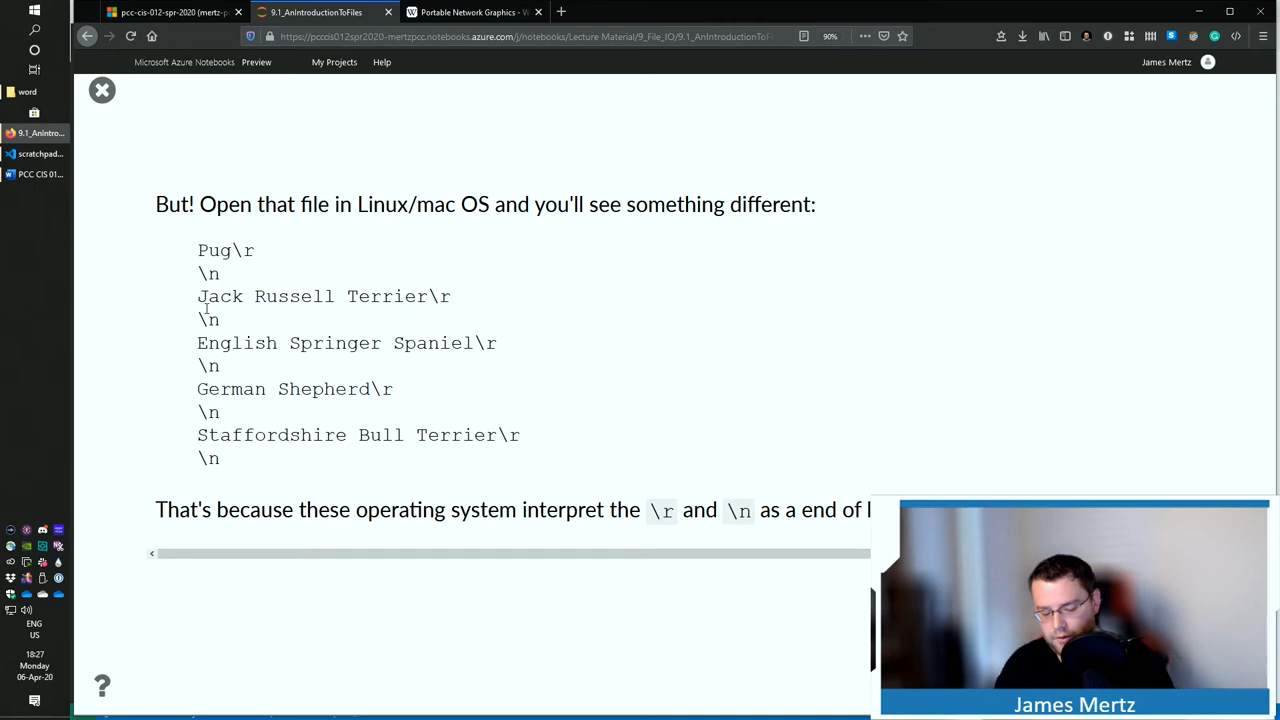 pcc-cis-012-spr-2020 (mertz-p
9.1_AnIntroductionToFiles
Portable Network Graphics - W
https://pccis012spr2020-mertzpcc.notebooks.azure.com/j/notebooks/Lecture Material/9_File_IO/9.1_AnIntroductionToF
90%
Microsoft Azure Notebooks
Preview
My Projects
Help
James Mertz
word
9.1_AnIntro...
scratchpad...
PCC CIS 01...
But! Open that file in Linux/mac OS and you'll see something different:
Pug\r
\n
Jack Russell Terrier\r
\n
English Springer Spaniel\r
\n
German Shepherd\r
\n
Staffordshire Bull Terrier\r
\n
That's because these operating system interpret the \r and \n as a end of
?
ENG
US
18:27
Monday
06-Apr-20
James Mertz